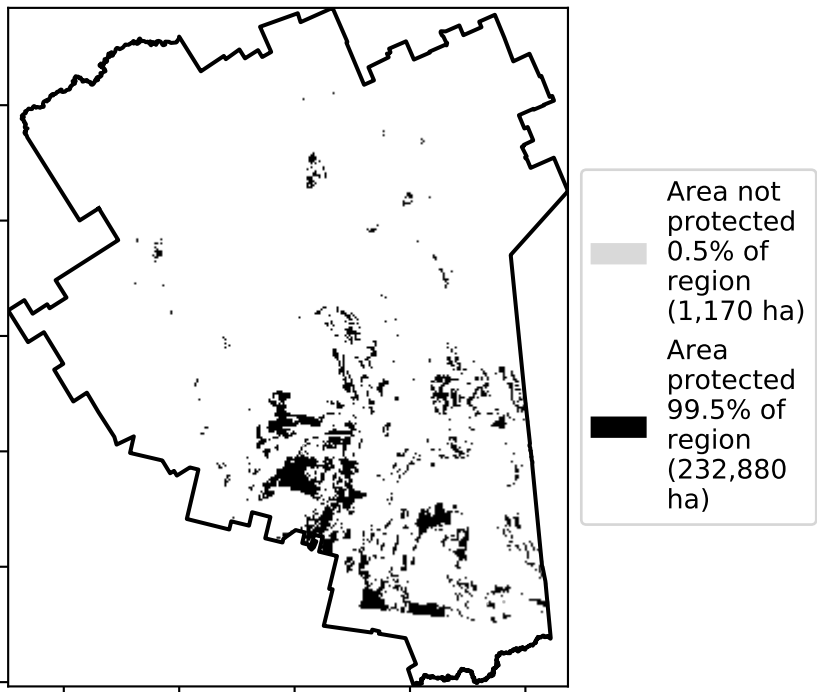 Area not
protected
0.5% of
region
(1,170 ha)
Area
protected
99.5% of
region
(232,880
ha)